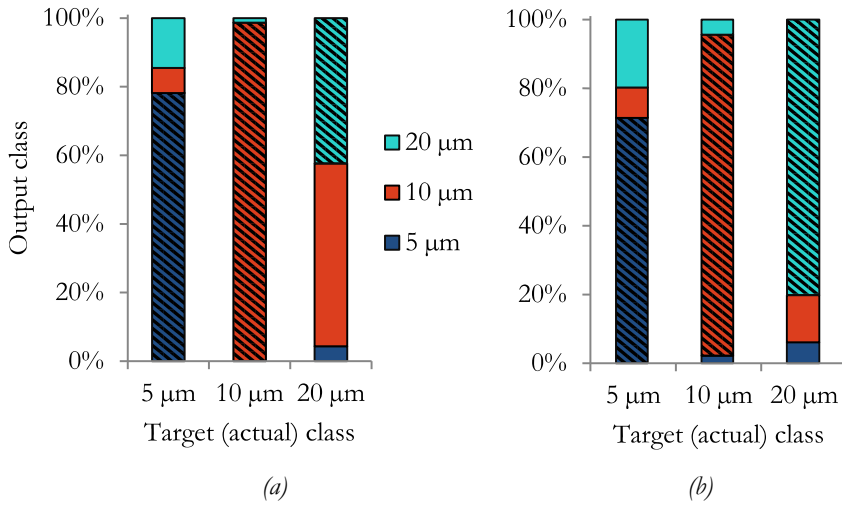 100%
80%
60%
40%
20%
0%
Output class
5 μm 10 μm 20 μm
Target (actual) class
(a)
20 μm
10 μm
5 μm
100%
80%
60%
40%
20%
0%
5 μm 10 μm 20 μm
Target (actual) class
(b)